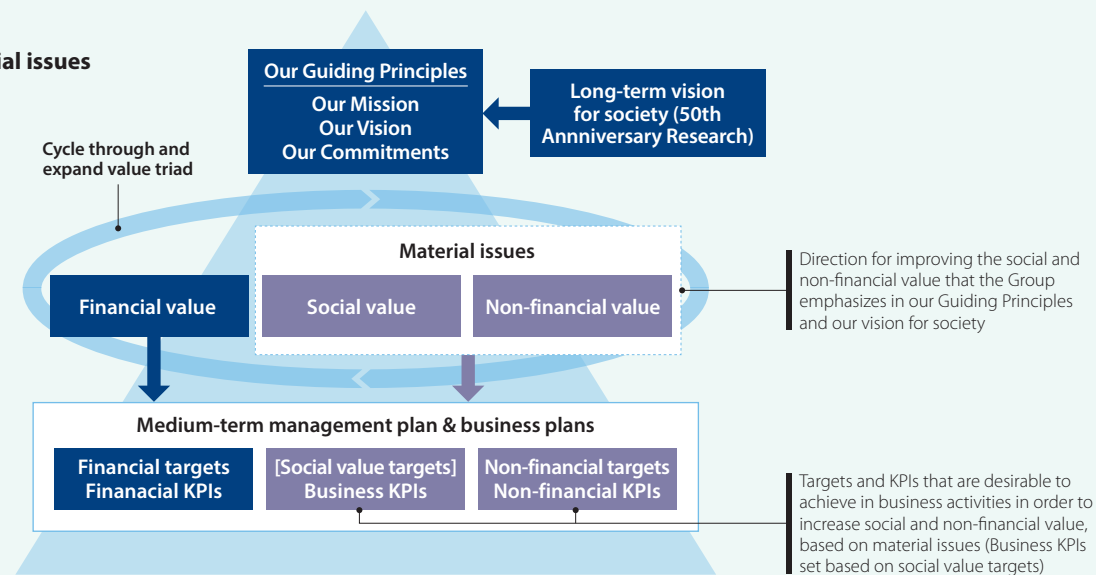 ial issues
Our Guiding Principles
Our Mission
Our Vision
Our Commitments
Long-term vision
for society (50th
Annniversary Research)
Cycle through and
expand value triad
Material issues
Financial value
Social value
Non-financial value
Direction for improving the social and
non-financial value that the Group
emphasizes in our Guiding Principles
and our vision for society
Medium-term management plan & business plans
Financial targets
Finanacial KPIs
[Social value targets]
Business KPIs
Non-financial targets
Non-financial KPIs
Targets and KPIs that are desirable to
achieve in business activities in order to
increase social and non-financial value,
based on material issues (Business KPIs
set based on social value targets)